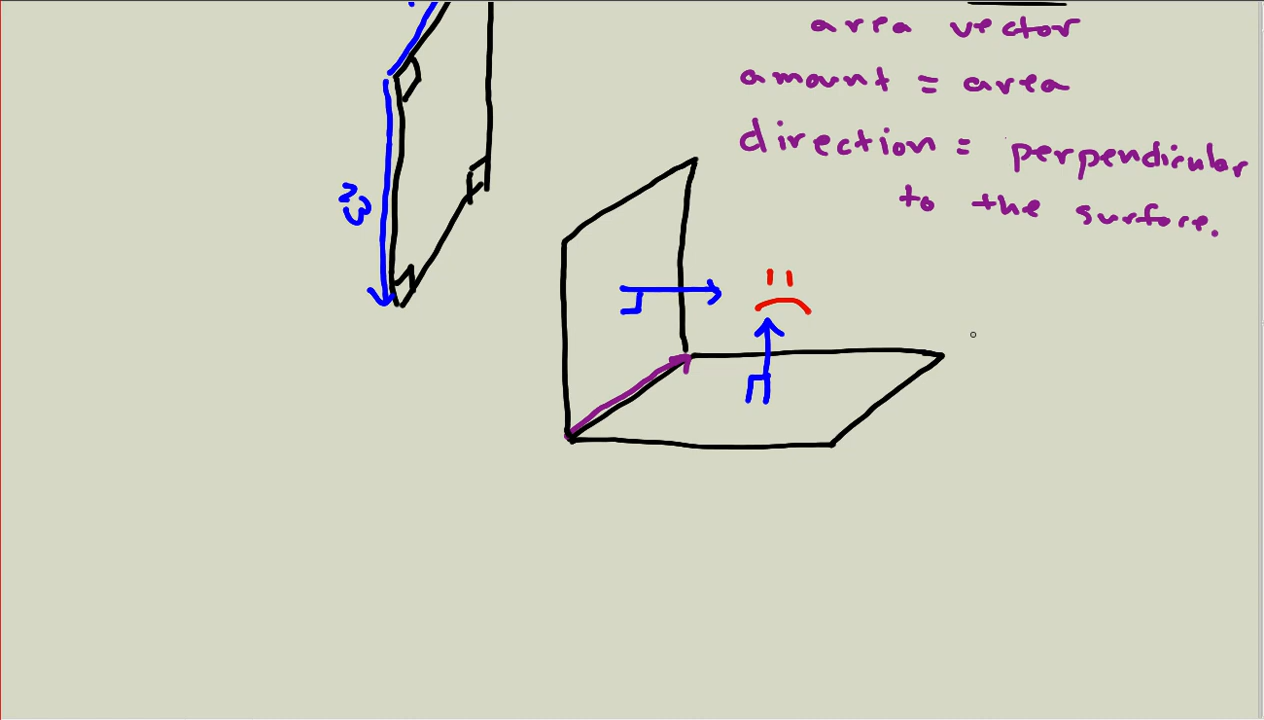 area vector
amount = area
direction = perpendicular
to the surface.